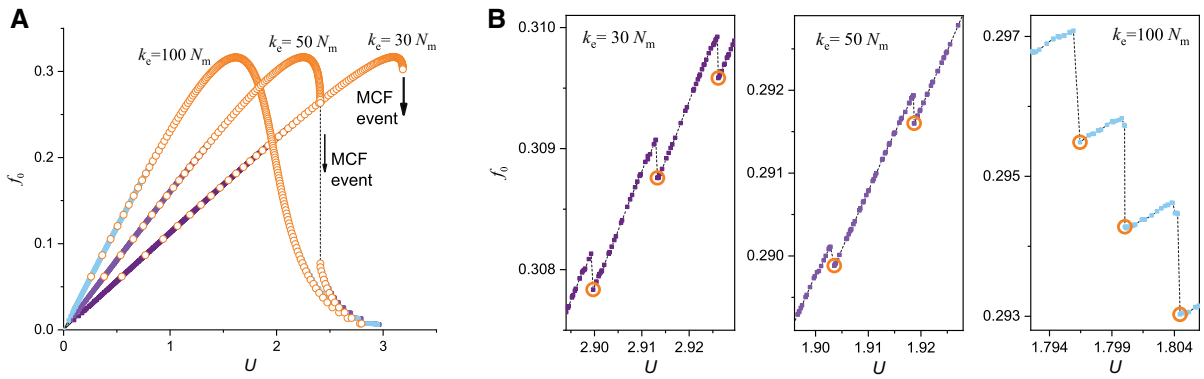 A
k_e=100 N_m
k_e=50 N_m
k_e=30 N_m
MCF
event
MCF
event
0.3
0.2
0.1
0.0
f_0
0
1
2
3
U
B
k_e= 30 N_m
0.310
0.309
0.308
f_0
2.90
2.91
2.92
U
k_e= 50 N_m
0.292
0.291
0.290
1.90
1.91
1.92
U
k_e=100 N_m
0.297
0.295
0.293
1.794
1.799
1.804
U